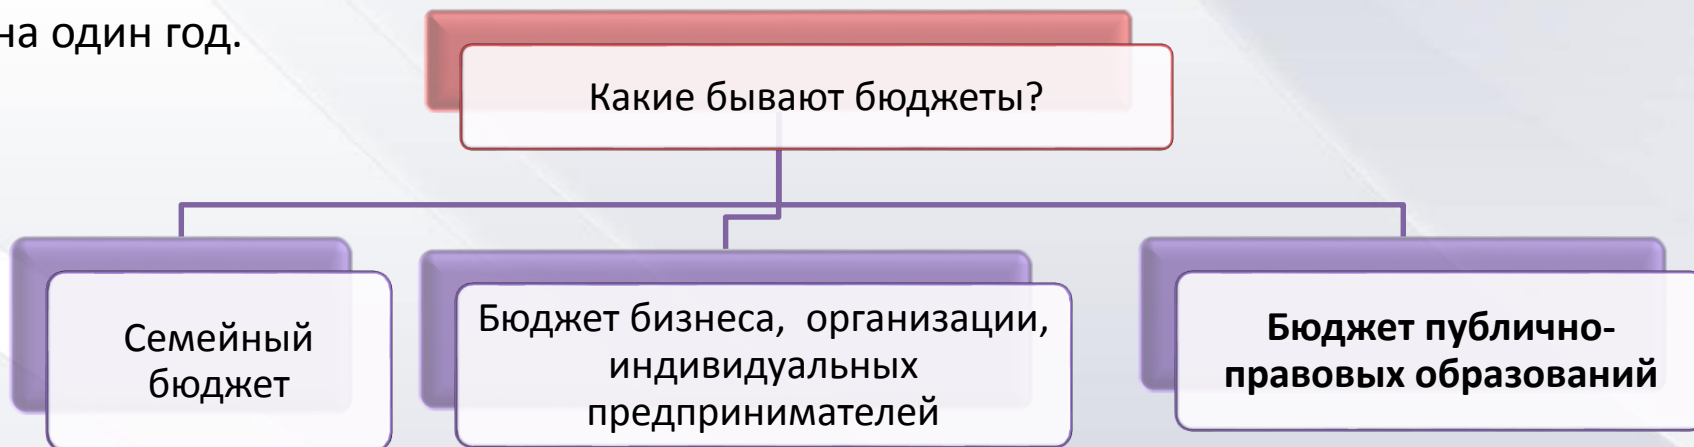 на один год.
Какие бывают бюджеты?
Семейный
бюджет
Бюджет бизнеса, организации,
индивидуальных
предпринимателей
Бюджет публично-
правовых образований